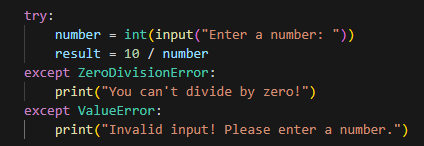 try:
    number = int(input("Enter a number: "))
    result = 10 / number
except ZeroDivisionError:
    print("You can't divide by zero!")
except ValueError:
    print("Invalid input! Please enter a number.")